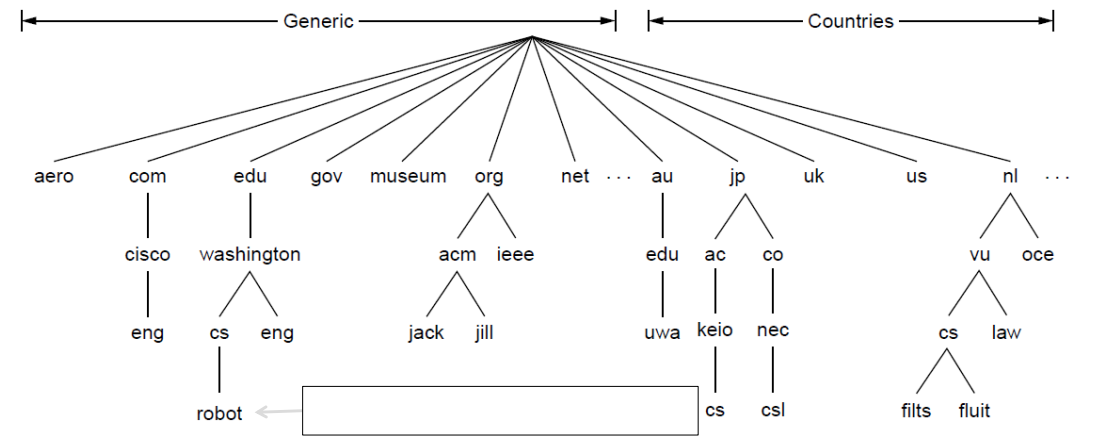 Generic Countries
aero com edu gov museum org net ... au jp uk us nl ...
cisco washington acm ieee edu ac co vu oce
eng cs eng jack jill uwa keio nec cs law
robot cs csl filts fluit